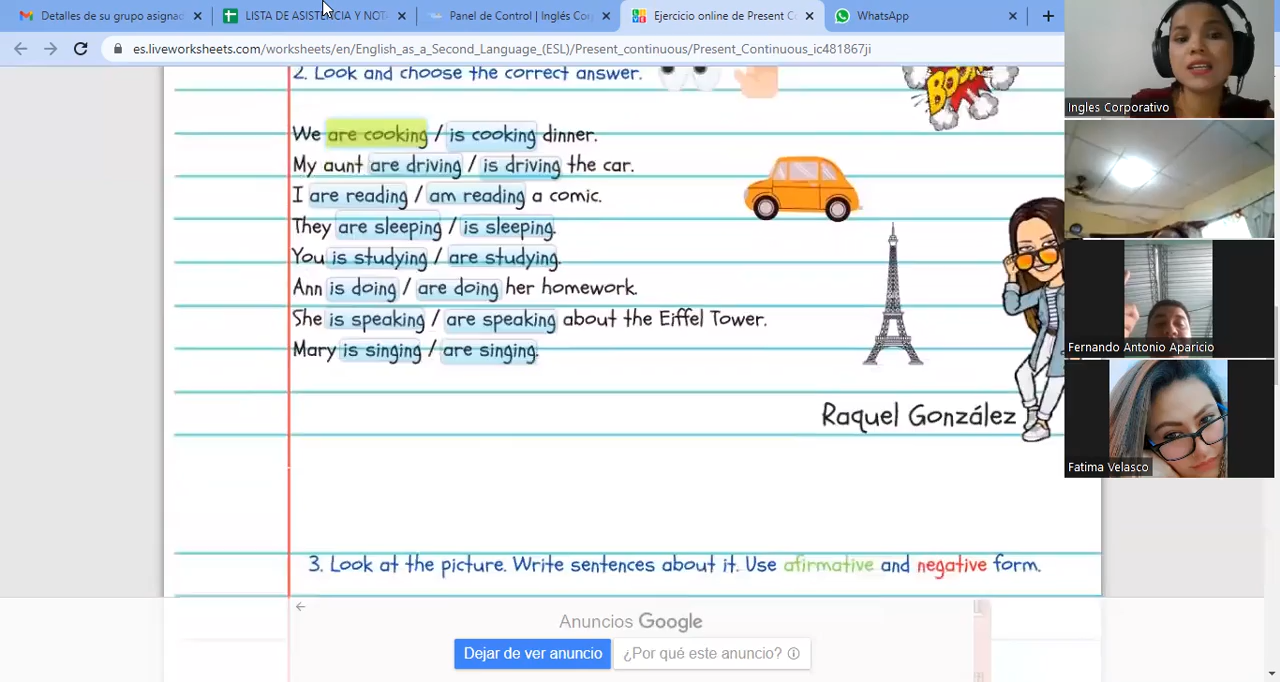 Detalles de su grupo asignad
LISTA DE ASISTENCIA Y NOT
Panel de Control | Inglés Cor
Ejercicio online de Present C
WhatsApp
es.liveworksheets.com/worksheets/en/English_as_a_Second_Language_(ESL)/Present_continuous/Present_Continuous_ic481867ji
2. Look and choose the correct answer.
BOOM
We are cooking / is cooking dinner.
My aunt are driving / is driving the car.
I are reading / am reading a comic.
They are sleeping / is sleeping.
You is studying / are studying.
Ann is doing / are doing her homework.
She is speaking / are speaking about the Eiffel Tower.
Mary is singing / am singing.
Raquel González
3. Look at the picture. Write sentences about it. Use afirmative and negative form.
Anuncios Google
Dejar de ver anuncio
¿Por qué este anuncio?
Ingles Corporativo
Fernando Antonio Aparicio
Fatima Velasco